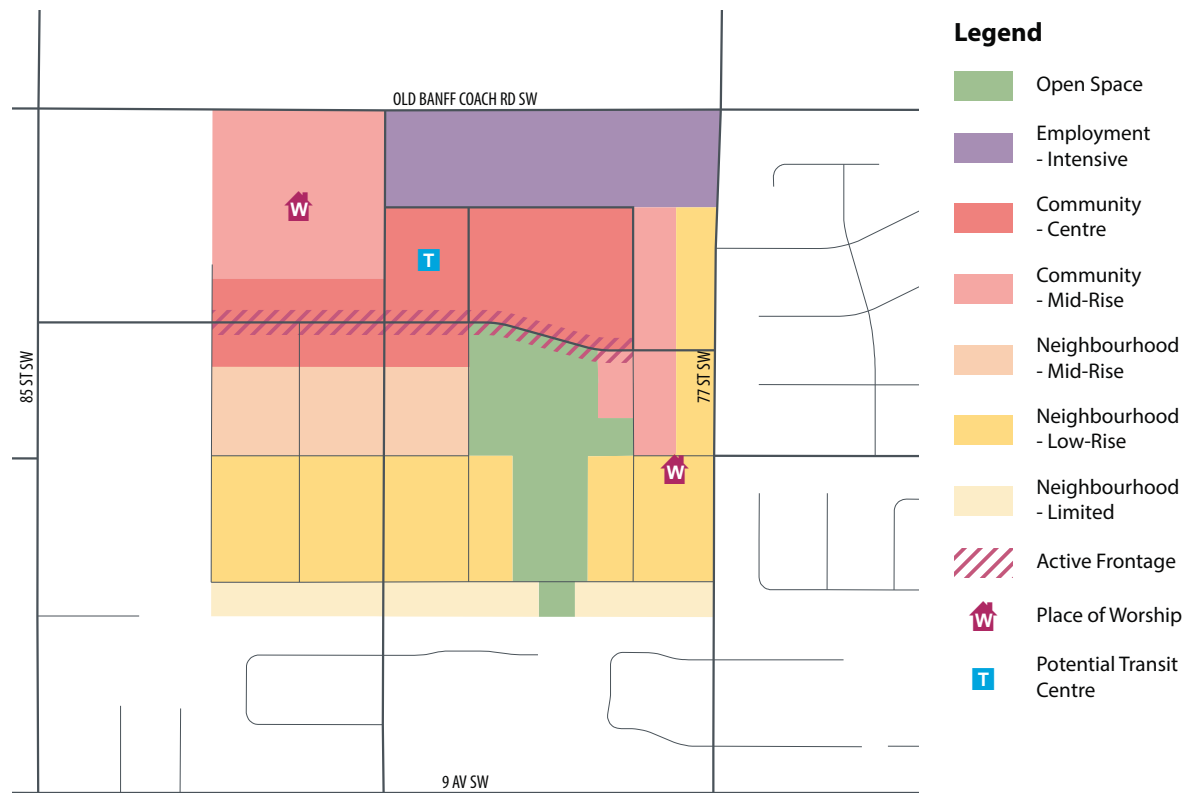 OLD BANFF COACH RD SW
W
T
85 ST SW
77 ST SW
W
9 AV SW
Legend
Open Space
Employment
- Intensive
Community
- Centre
Community
- Mid-Rise
Neighbourhood
- Mid-Rise
Neighbourhood
- Low-Rise
Neighbourhood
- Limited
Active Frontage
W
Place of Worship
T
Potential Transit
Centre